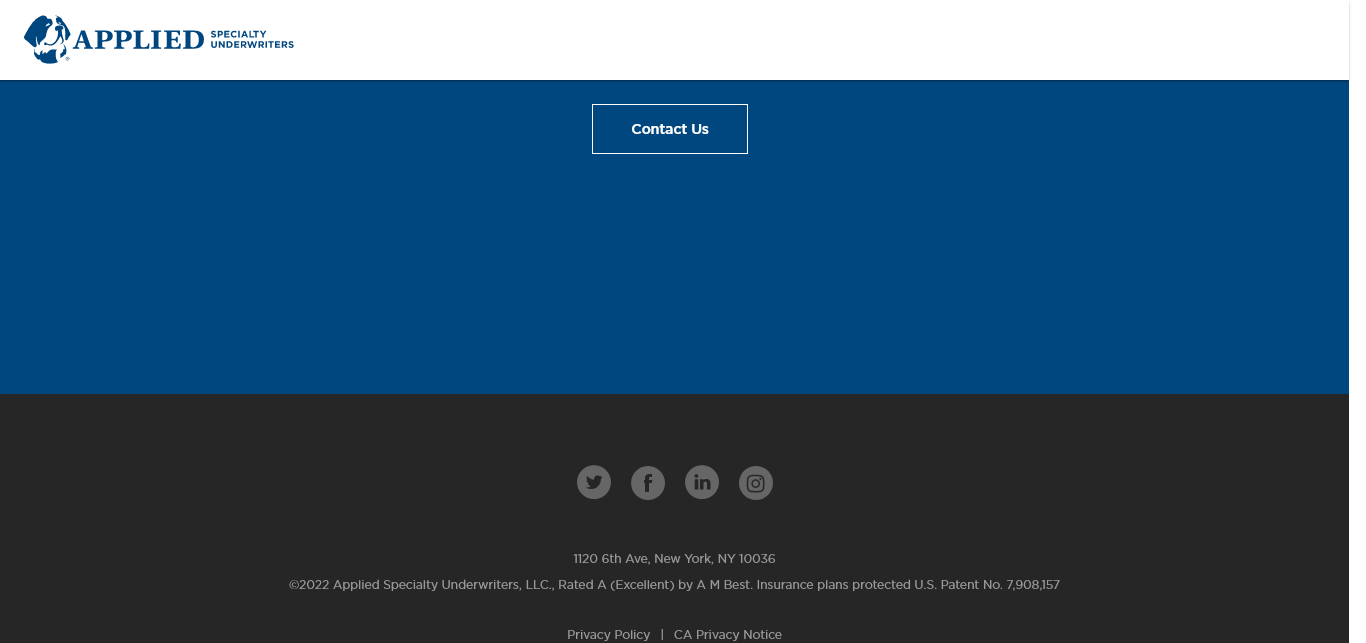 APPLIED SPECIALTY
UNDERWRITERS
®
Contact Us
1120 6th Ave, New York, NY 10036
©2022 Applied Specialty Underwriters, LLC., Rated A (Excellent) by A M Best. Insurance plans protected U.S. Patent No. 7,908,157
Privacy Policy | CA Privacy Notice